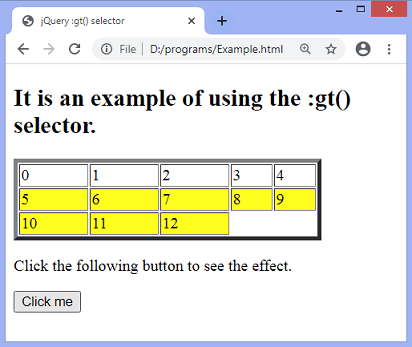 jQuery :gt() selector
File | D:/programs/Example.html
It is an example of using the :gt()
selector.
0 1 2 3 4
5 6 7 8 9
10 11 12
Click the following button to see the effect.
Click me